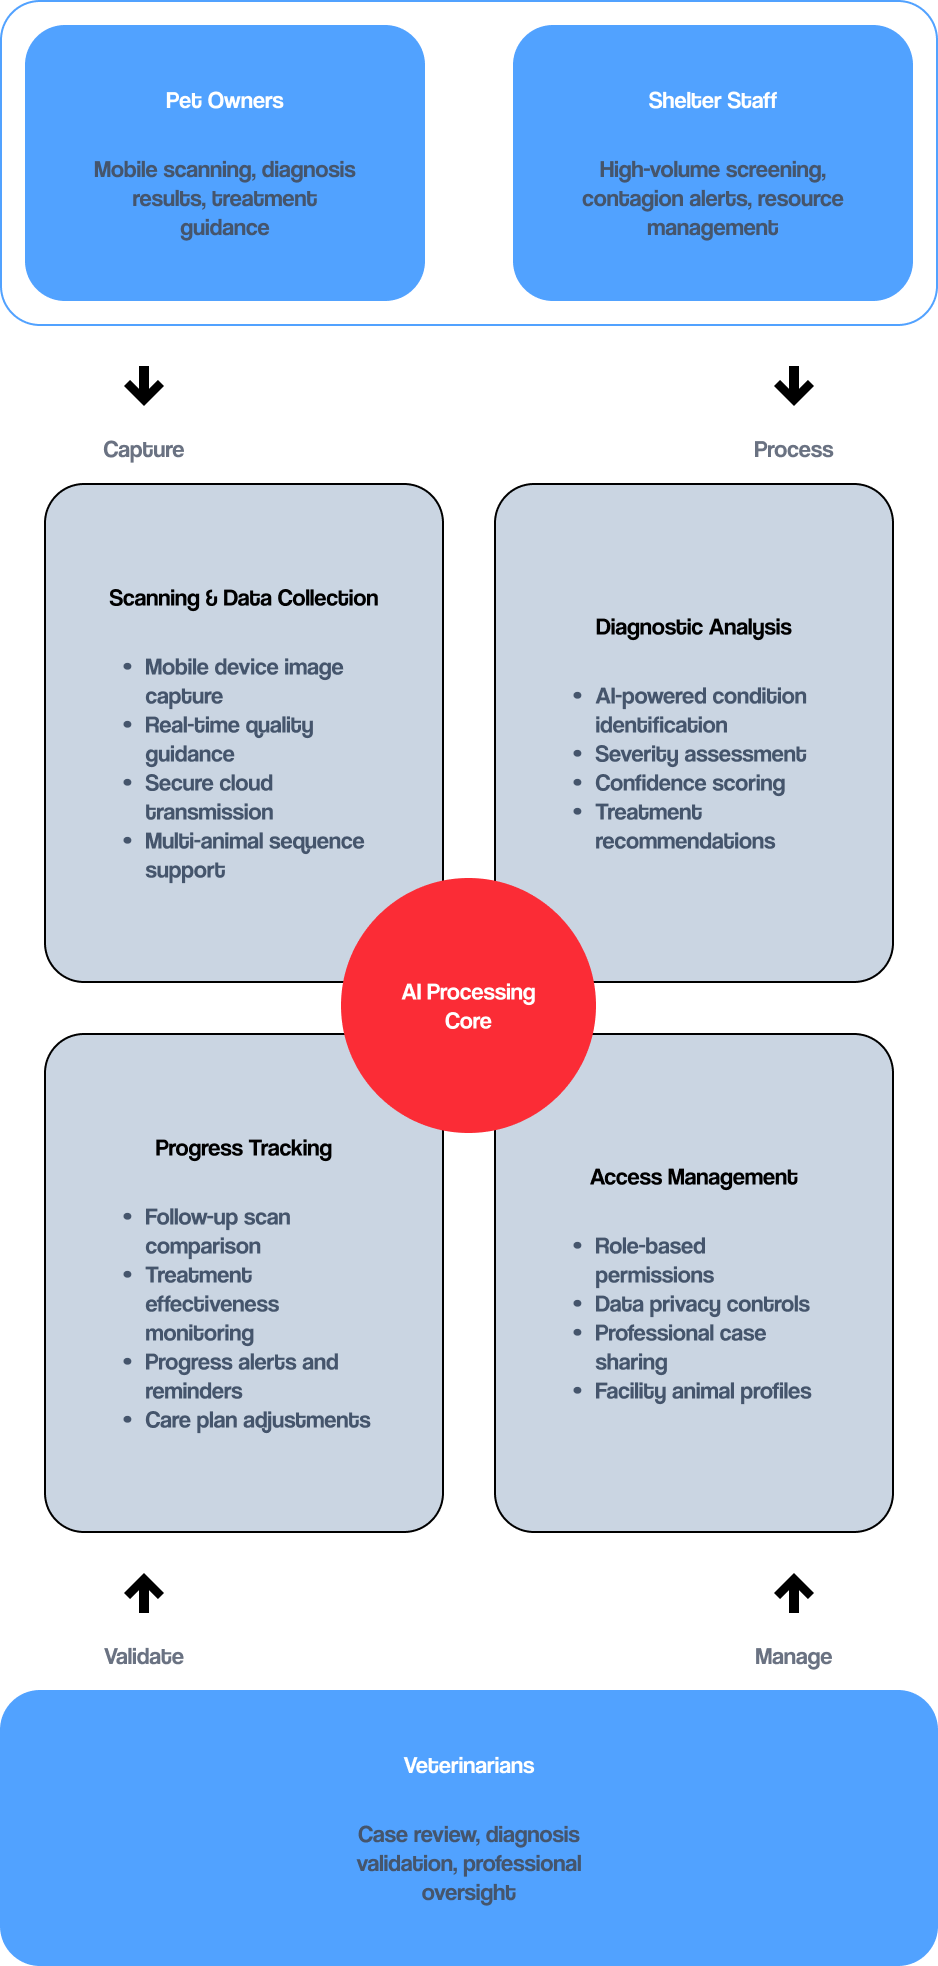 Pet Owners
Mobile scanning, diagnosis
results, treatment
guidance
Shelter Staff
High-volume screening,
contagion alerts, resource
management
Capture
Process
Scanning & Data Collection
• Mobile device image
capture
• Real-time quality
guidance
• Secure cloud
transmission
• Multi-animal sequence
support
Diagnostic Analysis
• AI-powered condition
identification
• Severity assessment
• Confidence scoring
• Treatment
recommendations
AI Processing
Core
Progress Tracking
• Follow-up scan
comparison
• Treatment
effectiveness
monitoring
• Progress alerts and
reminders
• Care plan adjustments
Access Management
• Role-based
permissions
• Data privacy controls
• Professional case
sharing
• Facility animal profiles
Validate
Manage
Veterinarians
Case review, diagnosis
validation, professional
oversight